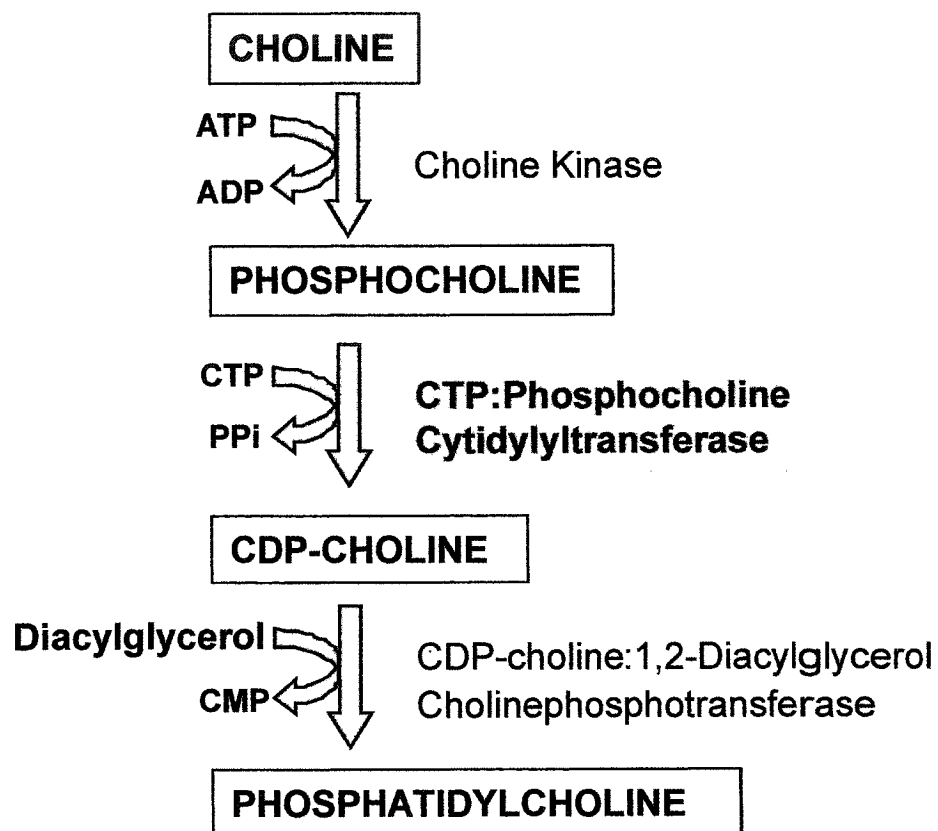 CHOLINE
ATP
ADP
Choline Kinase
PHOSPHOCHOLINE
CTP
PPi
CTP:Phosphocholine
Cytidylyltransferase
CDP-CHOLINE
Diacylglycerol
CMP
CDP-choline:1,2-Diacylglycerol
Cholinephosphotransferase
PHOSPHATIDYLCHOLINE